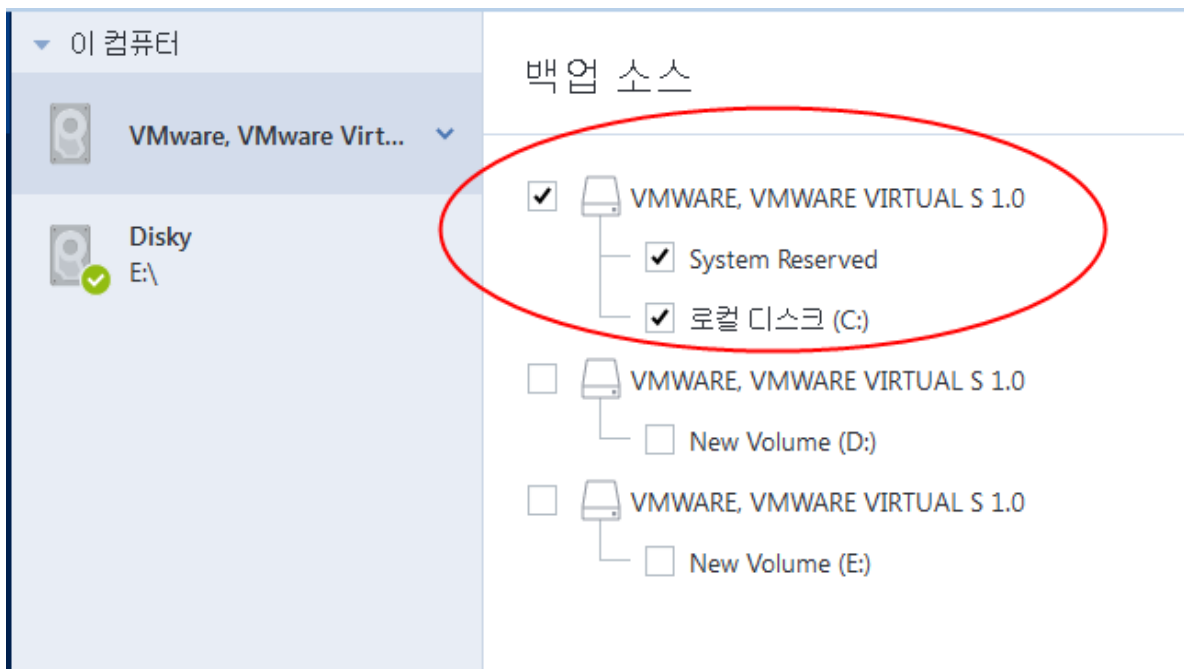 이 컴퓨터
VMware, VMware Virt...
Disky
E:\
백업 소스
VMWARE, VMWARE VIRTUAL S 1.0
System Reserved
로컬 디스크 (C:)
VMWARE, VMWARE VIRTUAL S 1.0
New Volume (D:)
VMWARE, VMWARE VIRTUAL S 1.0
New Volume (E:)